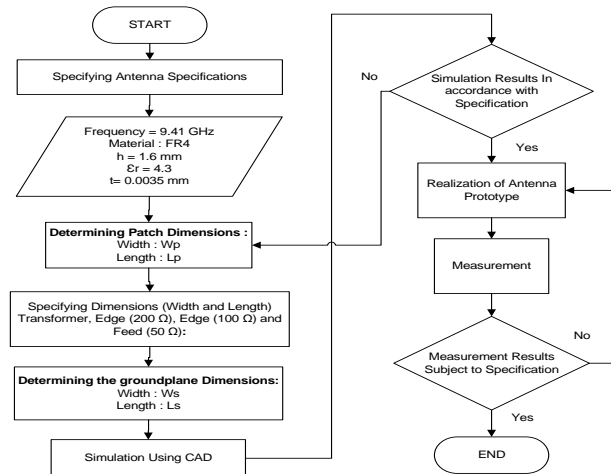 START
Specifying Antenna Specifications
Frequency = 9.41 GHz
Material : FR4
h = 1.6 mm
Ɛr = 4.3
t= 0.0035 mm
Determining Patch Dimensions :
Width : Wp
Length : Lp
Specifying Dimensions (Width and Length)
Transformer, Edge (200 Ω), Edge (100 Ω) and
Feed (50 Ω):
Determining the groundplane Dimensions:
Width : Ws
Length : Ls
Simulation Using CAD
Simulation Results In
accordance with
Specification
No
Yes
Realization of Antenna
Prototype
Measurement
Measurement Results
Subject to Specification
No
Yes
END